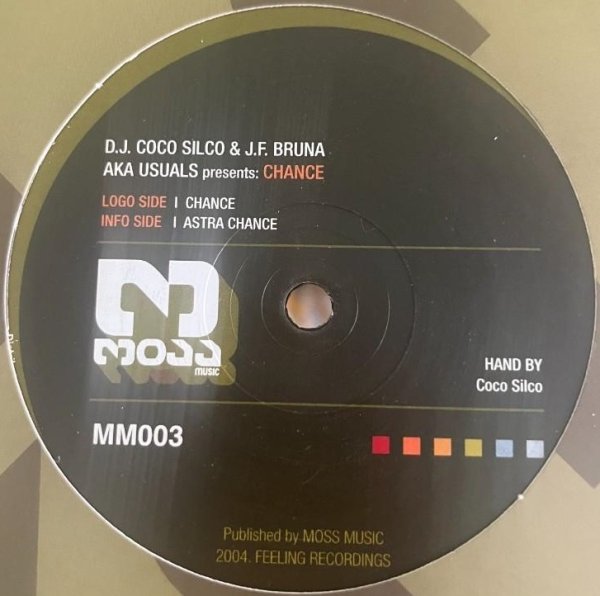 D.J. COCO SILCO & J.F. BRUNA
AKA USUALS presents: CHANCE
LOGO SIDE | CHANCE
INFO SIDE | ASTRA CHANCE
MOSS
MUSIC
HAND BY
Coco Silco
MM003
Published by MOSS MUSIC
2004. FEELING RECORDINGS